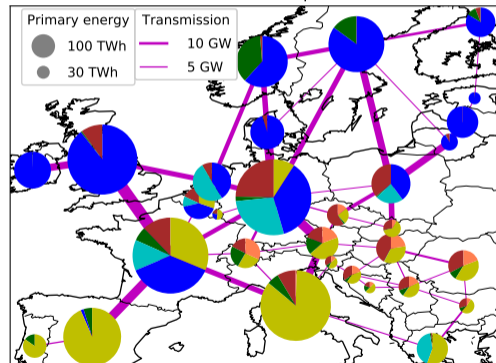 Primary energy
100 TWh
30 TWh
Transmission
10 GW
5 GW